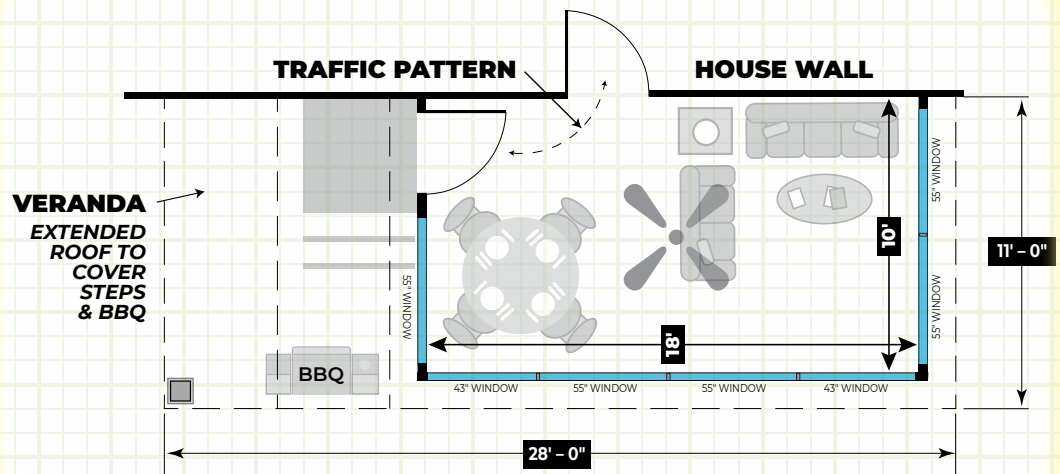 TRAFFIC PATTERN
HOUSE WALL
VERANDA
EXTENDED
ROOF TO
COVER
STEPS
& BBQ
55" WINDOW
10'
11' – 0"
55" WINDOW
55" WINDOW
18'
BBQ
43" WINDOW
55" WINDOW
55" WINDOW
43" WINDOW
28' – 0"